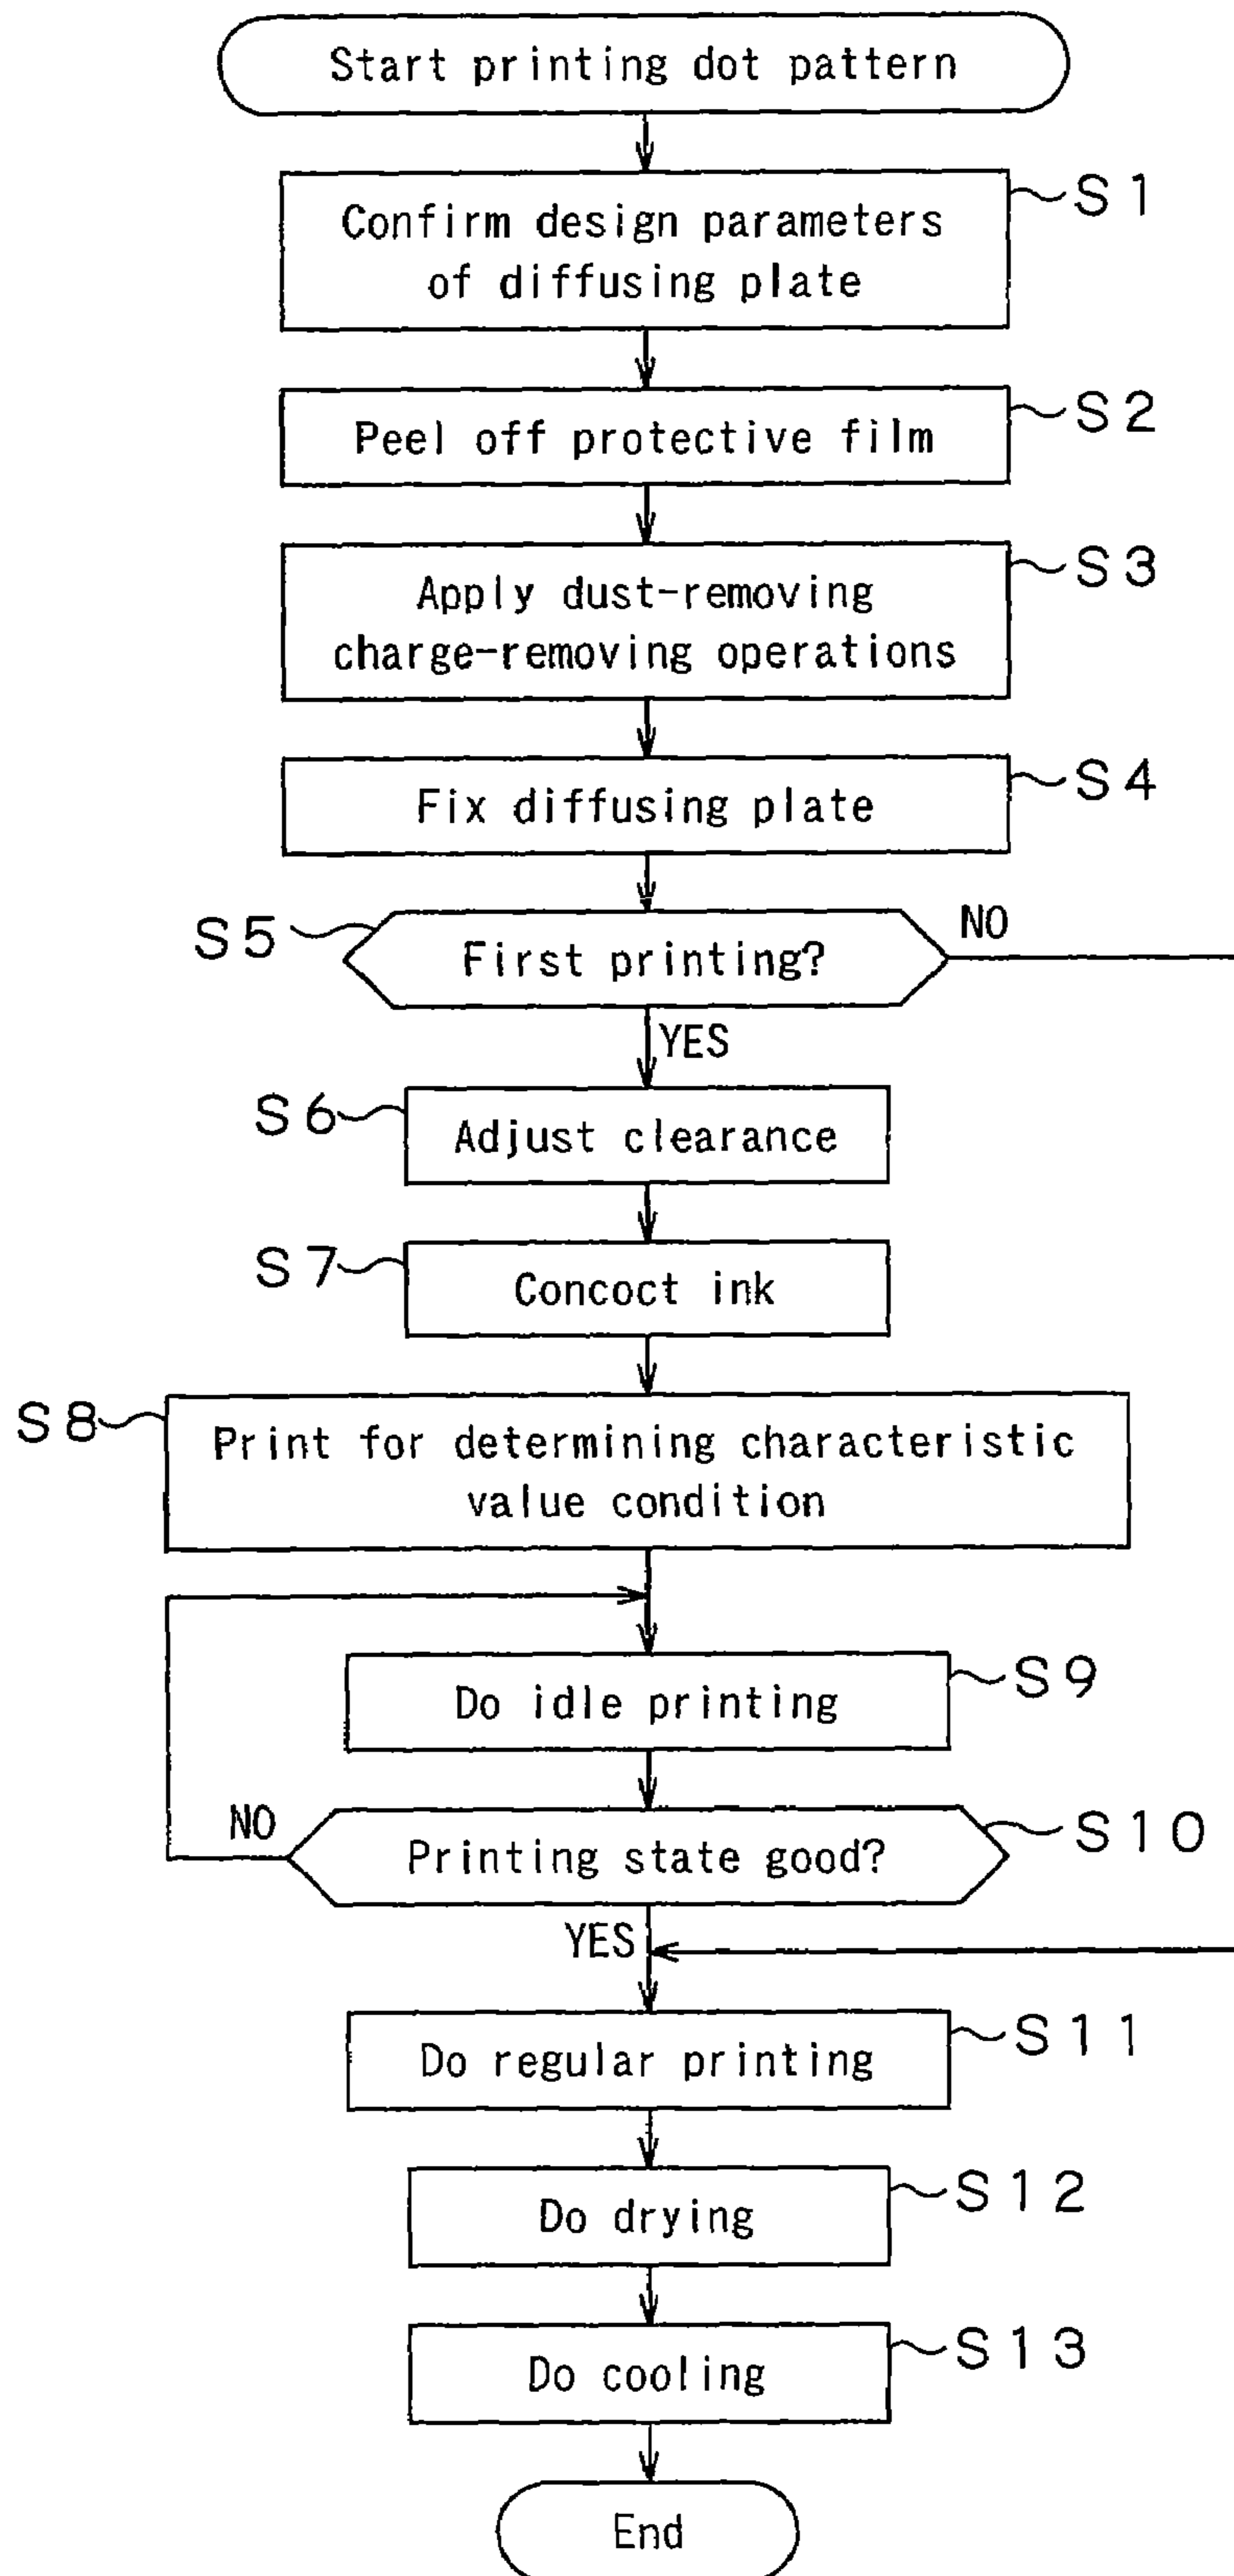 Start printing dot pattern
S1
Confirm design parameters
of diffusing plate
S2
Peel off protective film
S3
Apply dust-removing
charge-removing operations
S4
Fix diffusing plate
S5
First printing?
NO
YES
S6
Adjust clearance
S7
Concoct ink
S8
Print for determining characteristic
value condition
S9
Do idle printing
NO
Printing state good?
S10
YES
S11
Do regular printing
S12
Do drying
S13
Do cooling
End